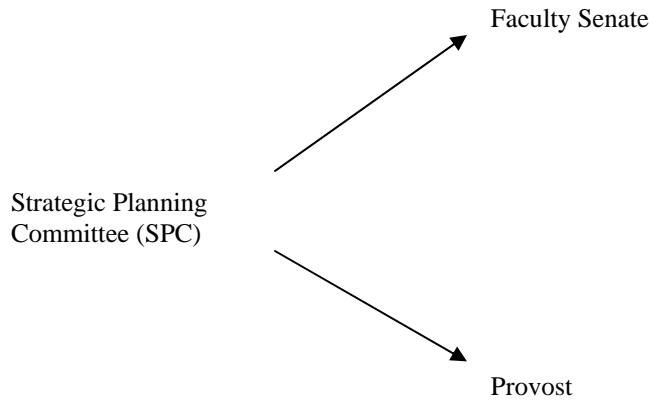 Faculty Senate
Strategic Planning
Committee (SPC)
Provost